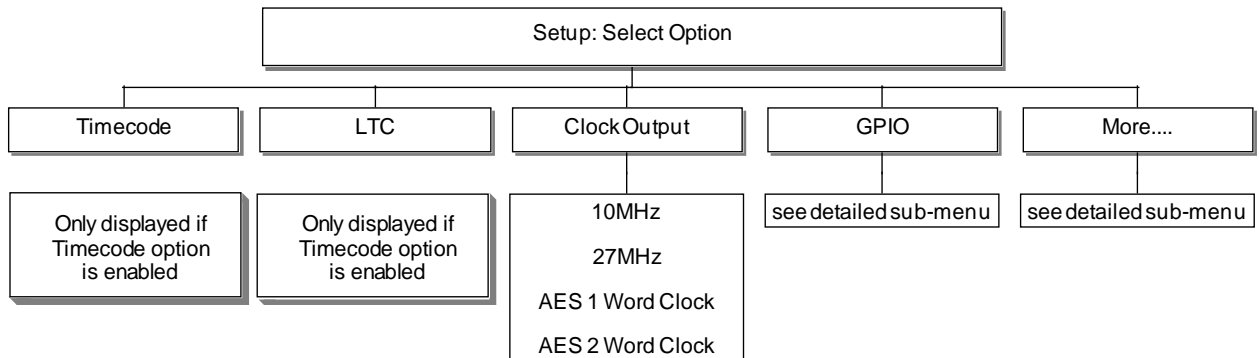 Setup: Select Option
Timecode
LTC
Clock Output
GPIO
More....
Only displayed if
Timecode option
is enabled
Only displayed if
Timecode option
is enabled
10MHz
27MHz
AES 1 Word Clock
AES 2 Word Clock
see detailed sub-menu
see detailed sub-menu